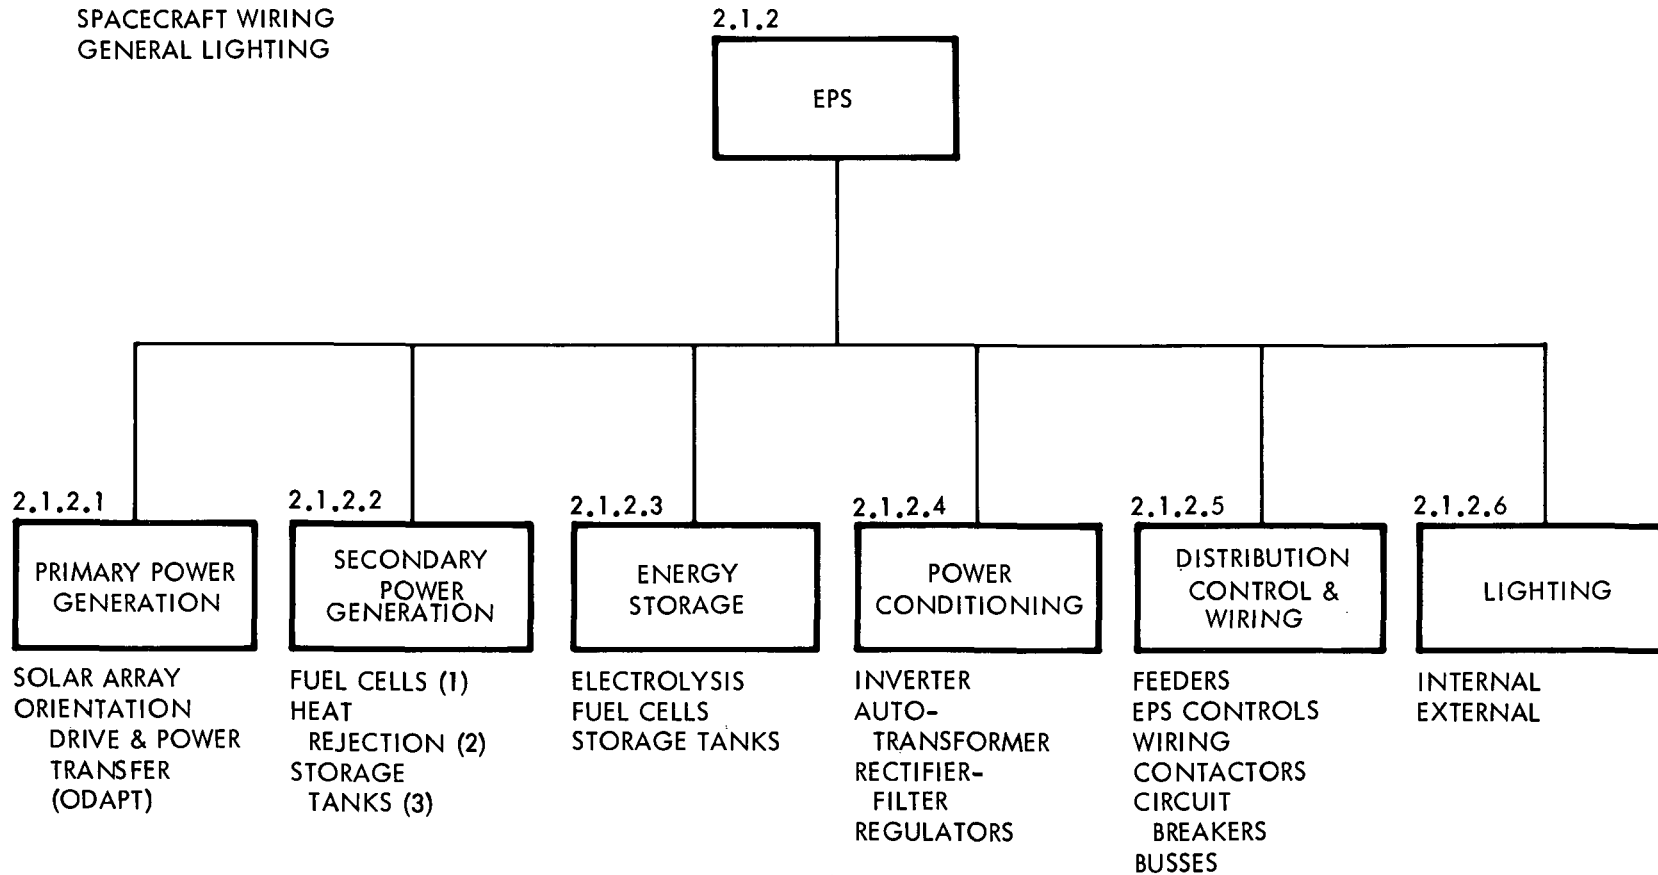 SPACECRAFT WIRING
GENERAL LIGHTING
2.1.2
EPS
2.1.2.1
PRIMARY POWER
GENERATION
SOLAR ARRAY
ORIENTATION
DRIVE & POWER
TRANSFER
(ODAPT)
2.1.2.2
SECONDARY
POWER
GENERATION
FUEL CELLS (1)
HEAT
REJECTION (2)
STORAGE
TANKS (3)
2.1.2.3
ENERGY
STORAGE
ELECTROLYSIS
FUEL CELLS
STORAGE TANKS
2.1.2.4
POWER
CONDITIONING
INVERTER
AUTO-
TRANSFORMER
RECTIFIER-
FILTER
REGULATORS
2.1.2.5
DISTRIBUTION
CONTROL &
WIRING
FEEDERS
EPS CONTROLS
WIRING
CONTACTORS
CIRCUIT
BREAKERS
BUSSES
2.1.2.6
LIGHTING
INTERNAL
EXTERNAL